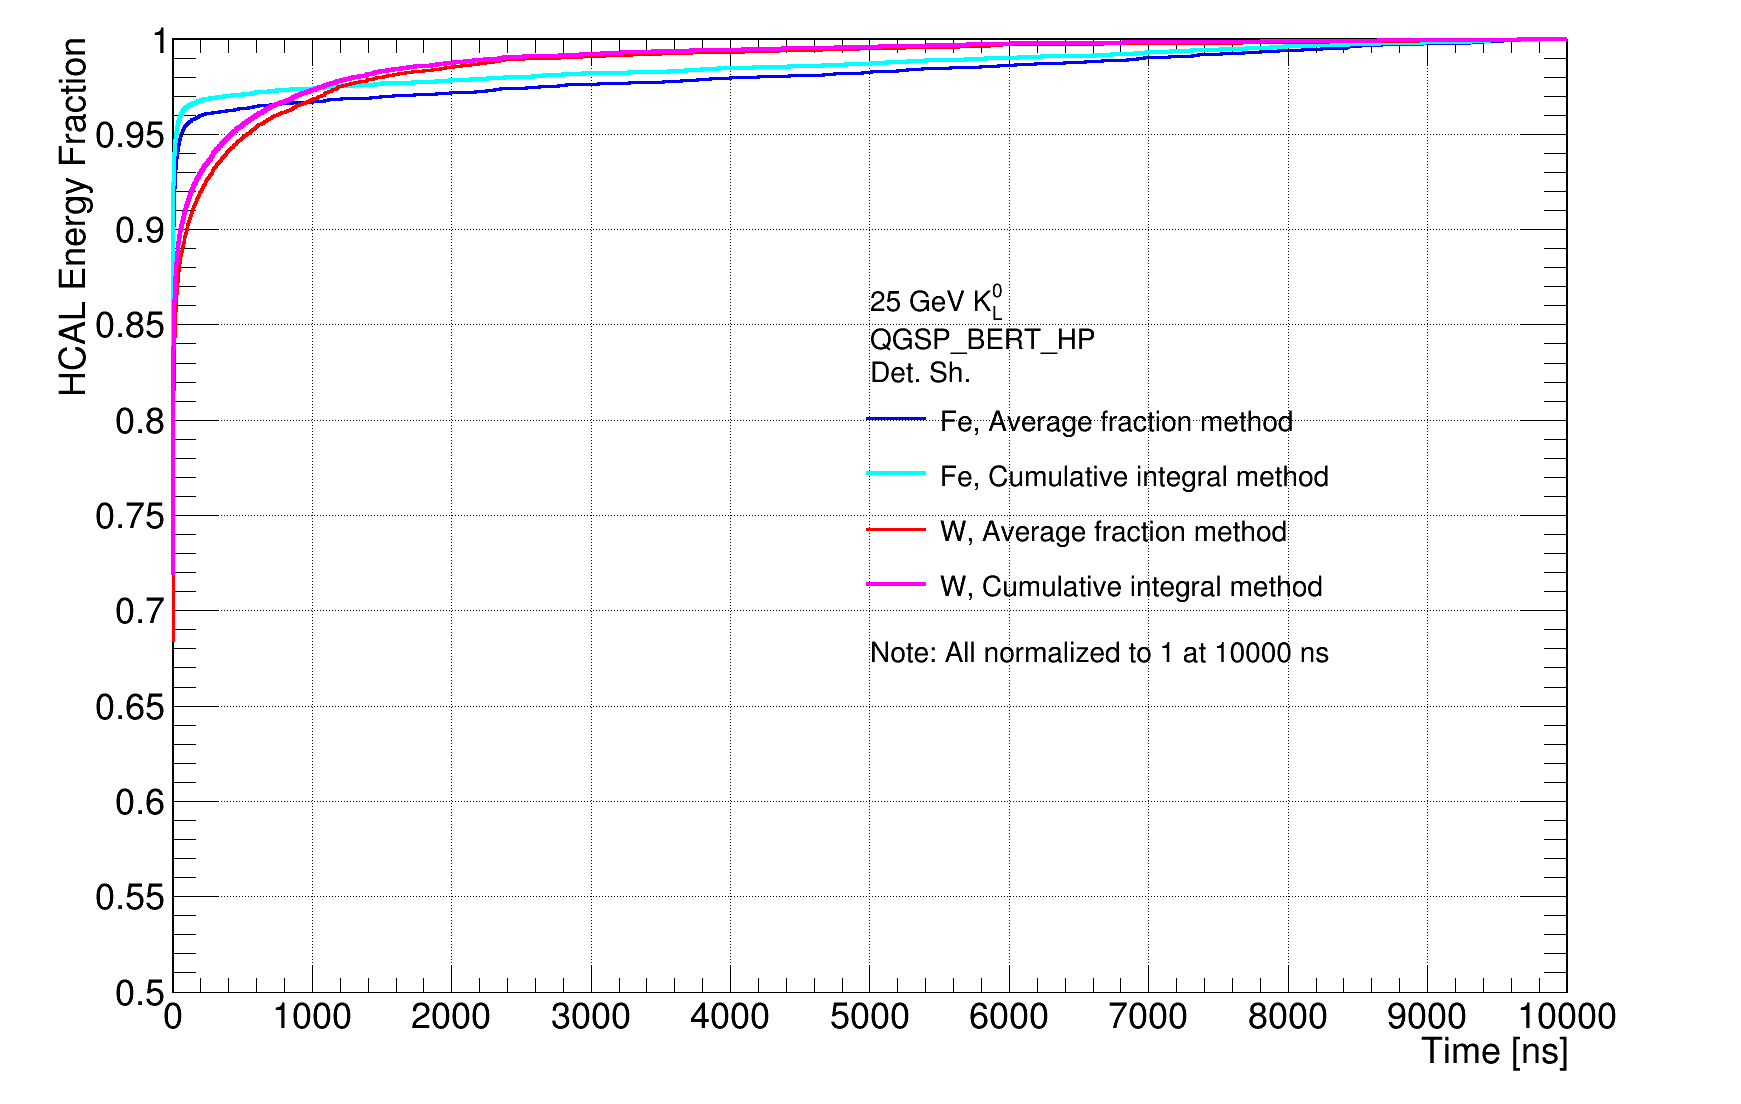 HCAL Energy Fraction
1
0.95
0.9
0.85
0.8
0.75
0.7
0.65
0.6
0.55
0.5
25 GeV K0L
QGSP_BERT_HP
Det. Sh.
Fe, Average fraction method
Fe, Cumulative integral method
W, Average fraction method
W, Cumulative integral method
Note: All normalized to 1 at 10000 ns
0 1000 2000 3000 4000 5000 6000 7000 8000 9000 10000
Time [ns]